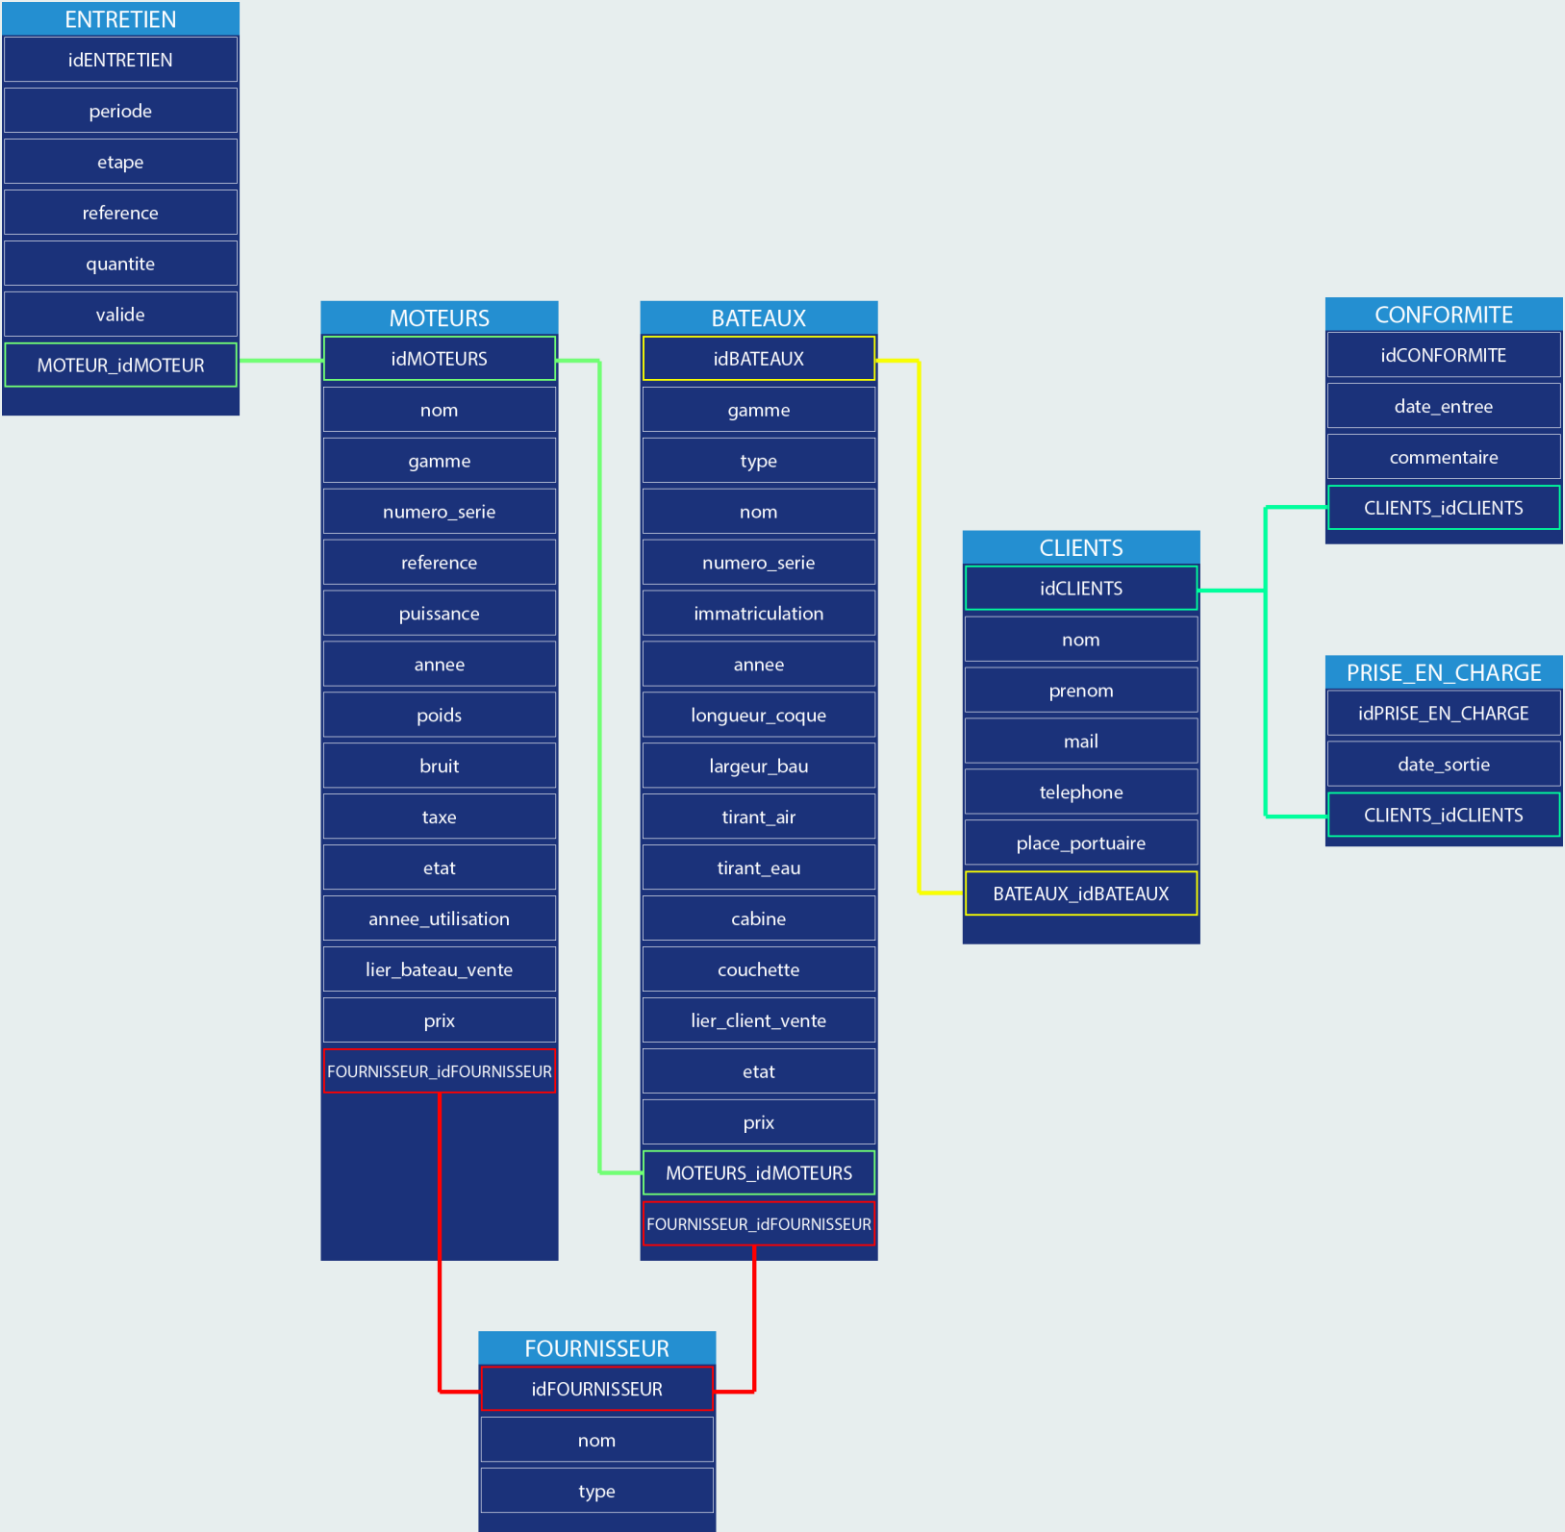 ENTRETIEN
idENTRETIEN
periode
etape
reference
quantite
valide
MOTEUR_idMOTEUR
MOTEURS
idMOTEURS
nom
gamme
numero_serie
reference
puissance
annee
poids
bruit
taxe
etat
annee_utilisation
lier_bateau_vente
prix
FOURNISSEUR_idFOURNISSEUR
BATEAUX
idBATEAUX
gamme
type
nom
numero_serie
immatriculation
annee
longueur_coque
largeur_bau
tirant_air
tirant_eau
cabine
couchette
lier_client_vente
etat
prix
MOTEURS_idMOTEURS
FOURNISSEUR_idFOURNISSEUR
CLIENTS
idCLIENTS
nom
prenom
mail
telephone
place_portuaire
BATEAUX_idBATEAUX
CONFORMITE
idCONFORMITE
date_entree
commentaire
CLIENTS_idCLIENTS
PRISE_EN_CHARGE
idPRISE_EN_CHARGE
date_sortie
CLIENTS_idCLIENTS
FOURNISSEUR
idFOURNISSEUR
nom
type